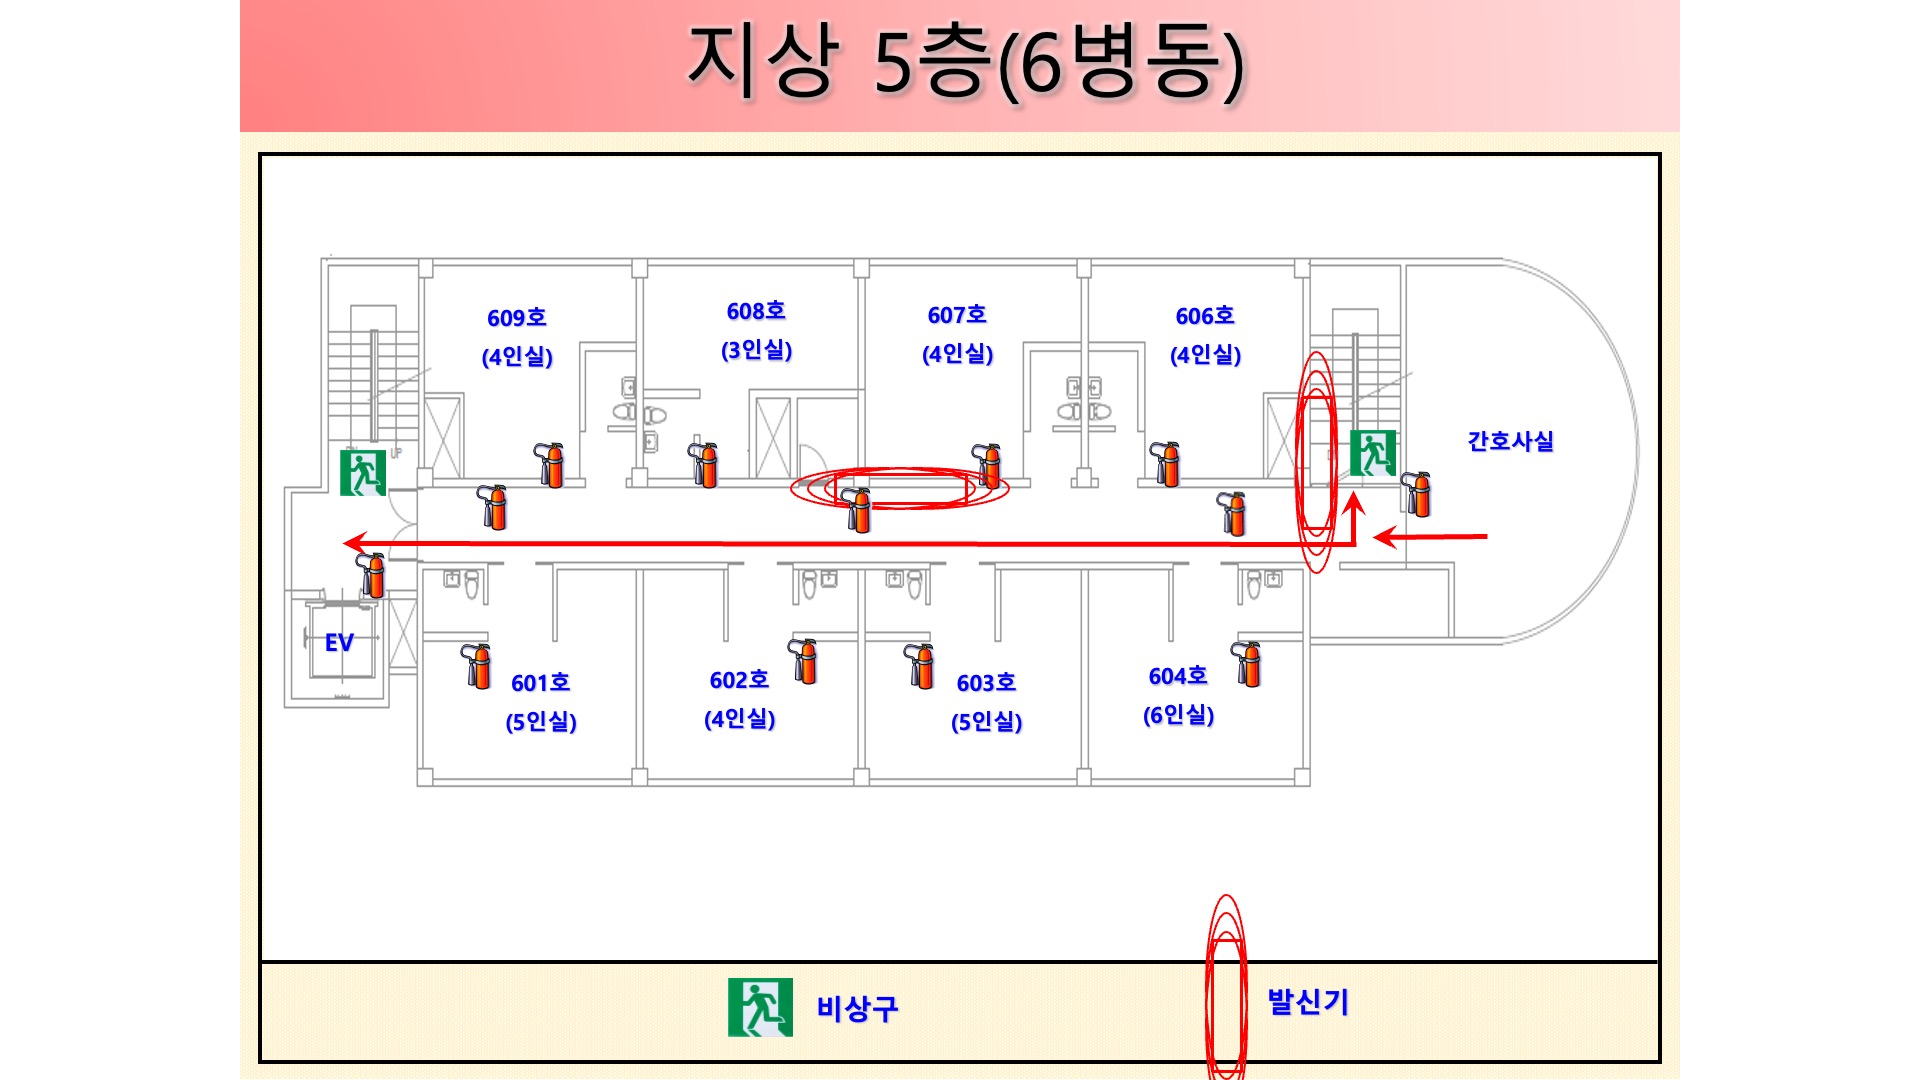 지상 5층(6병동)
609호
(4인실)
608호
(3인실)
607호
(4인실)
606호
(4인실)
간호사실
UP
EV
601호
(5인실)
602호
(4인실)
603호
(5인실)
604호
(6인실)
비상구
발신기